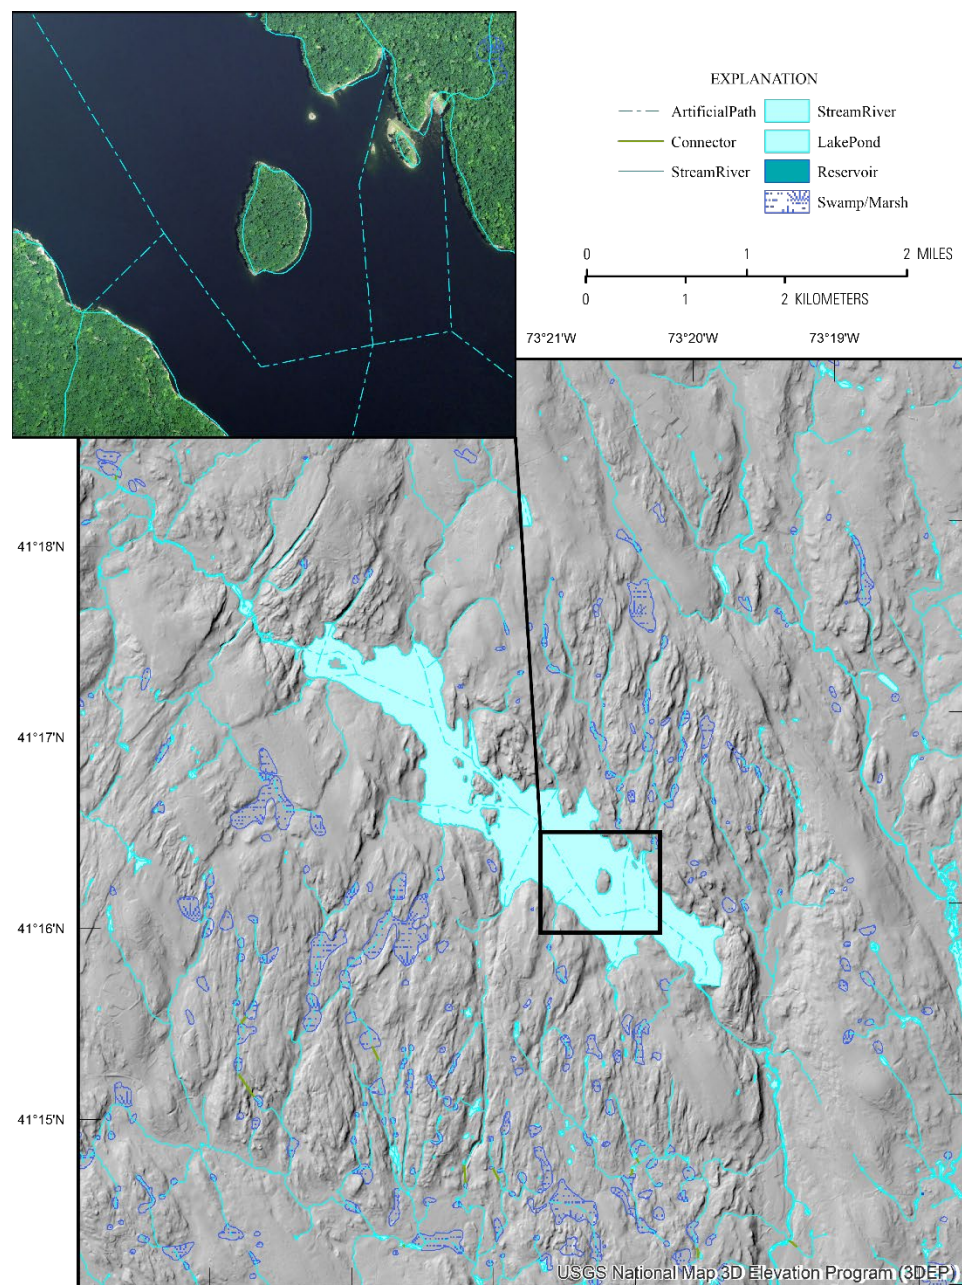 EXPLANATION
ArtificialPath StreamRiver
Connector LakePond
StreamRiver Reservoir
Swamp/Marsh
0 1 2 MILES
0 1 2 KILOMETERS
73°21'W 73°20'W 73°19'W
41°18'N
41°17'N
41°16'N
41°15'N
USGS National Map 3D Elevation Program (3DEP)